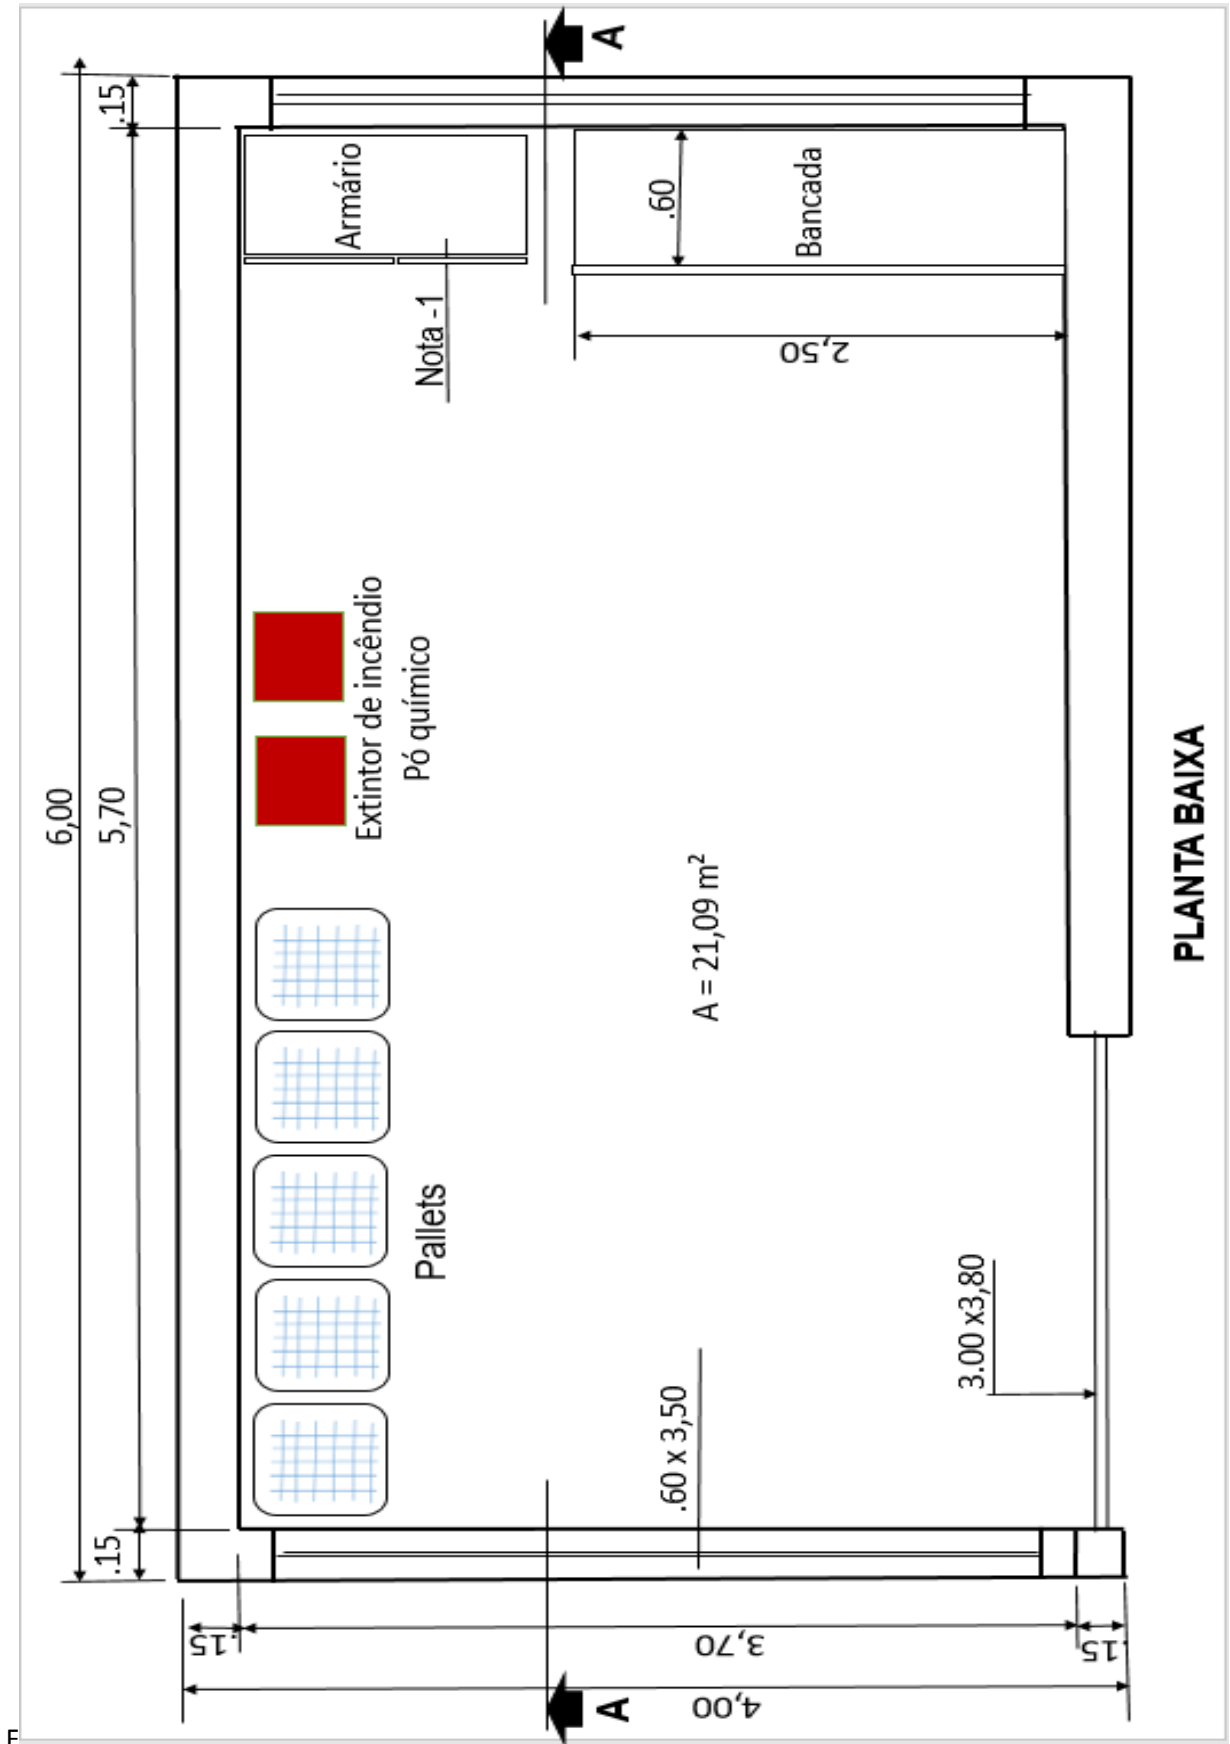 6,00
5,70
.15
.15
A
Armário
Nota -1
.60
Bancada
2,50
Extintor de incêndio
Pó químico
Pallets
A = 21,09 m²
.60 x 3,50
3.00 x3,80
.15
3,70
.15
4,00
A
PLANTA BAIXA
F